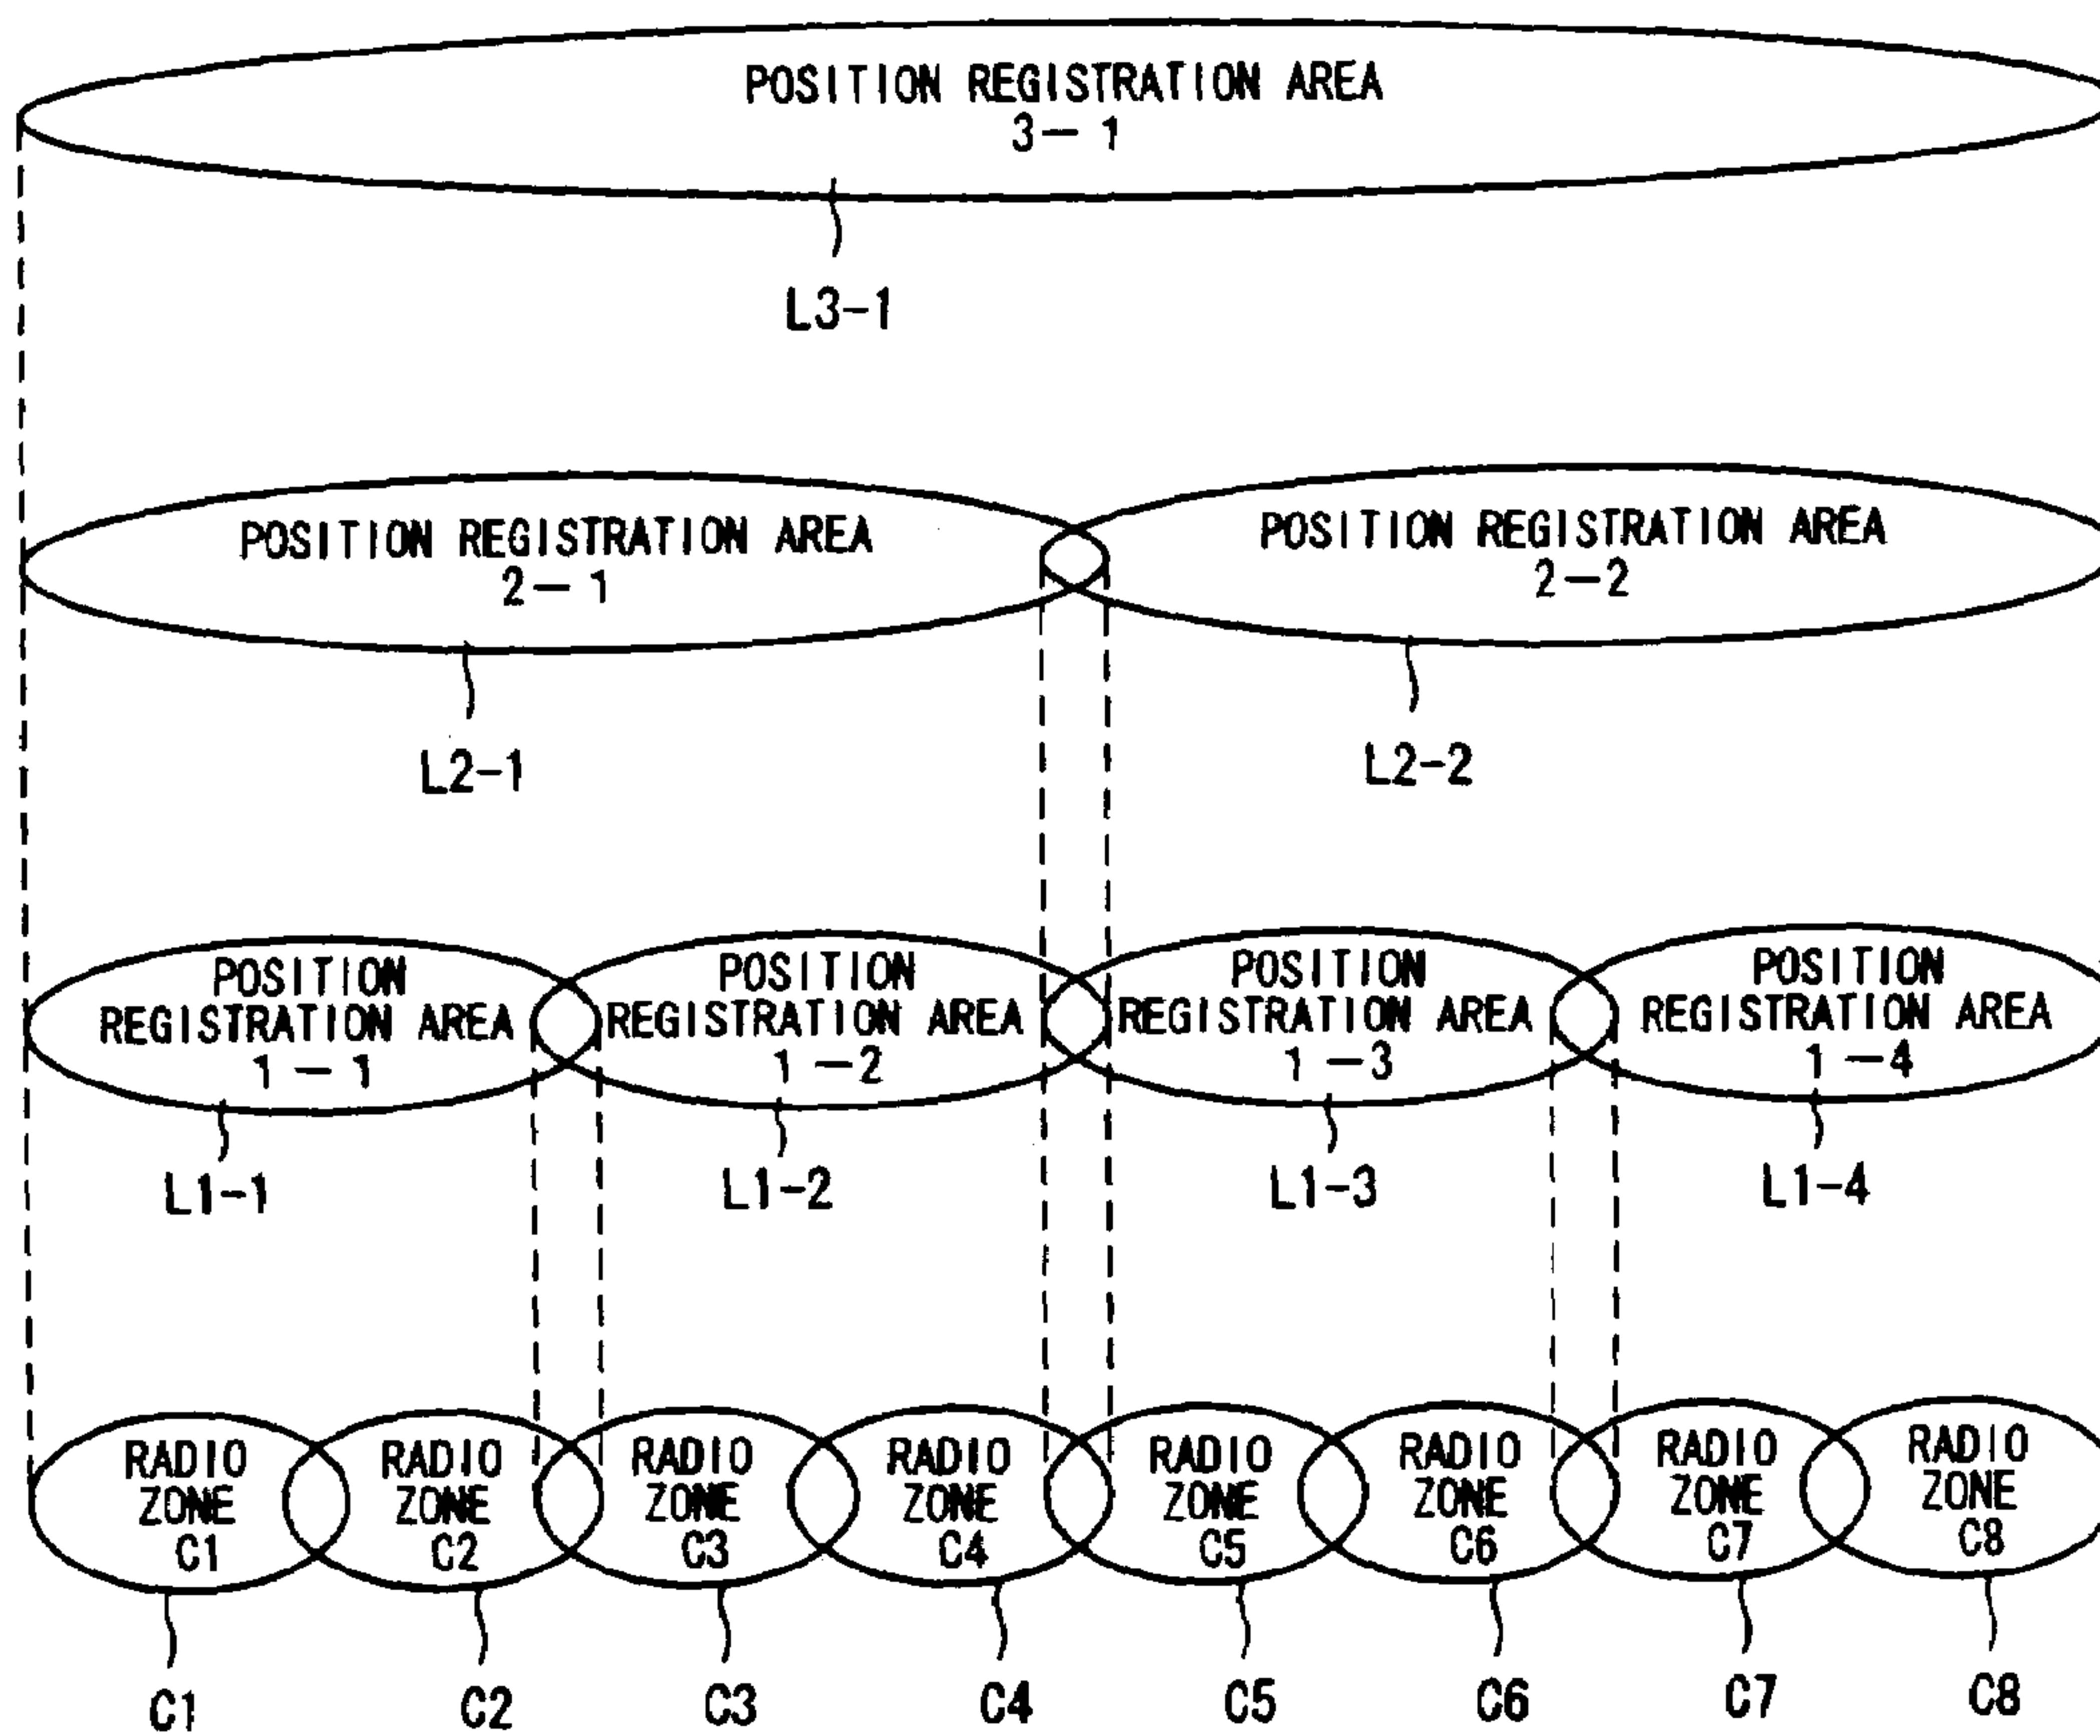 POSITION REGISTRATION AREA
3-1
L3-1
POSITION REGISTRATION AREA
2-1
POSITION REGISTRATION AREA
2-2
L2-1
L2-2
POSITION
REGISTRATION AREA
1-1
POSITION
REGISTRATION AREA
1-2
POSITION
REGISTRATION AREA
1-3
POSITION
REGISTRATION AREA
1-4
L1-1
L1-2
L1-3
L1-4
RADIO
ZONE
C1
RADIO
ZONE
C2
RADIO
ZONE
C3
RADIO
ZONE
C4
RADIO
ZONE
C5
RADIO
ZONE
C6
RADIO
ZONE
C7
RADIO
ZONE
C8
C1
C2
C3
C4
C5
C6
C7
C8